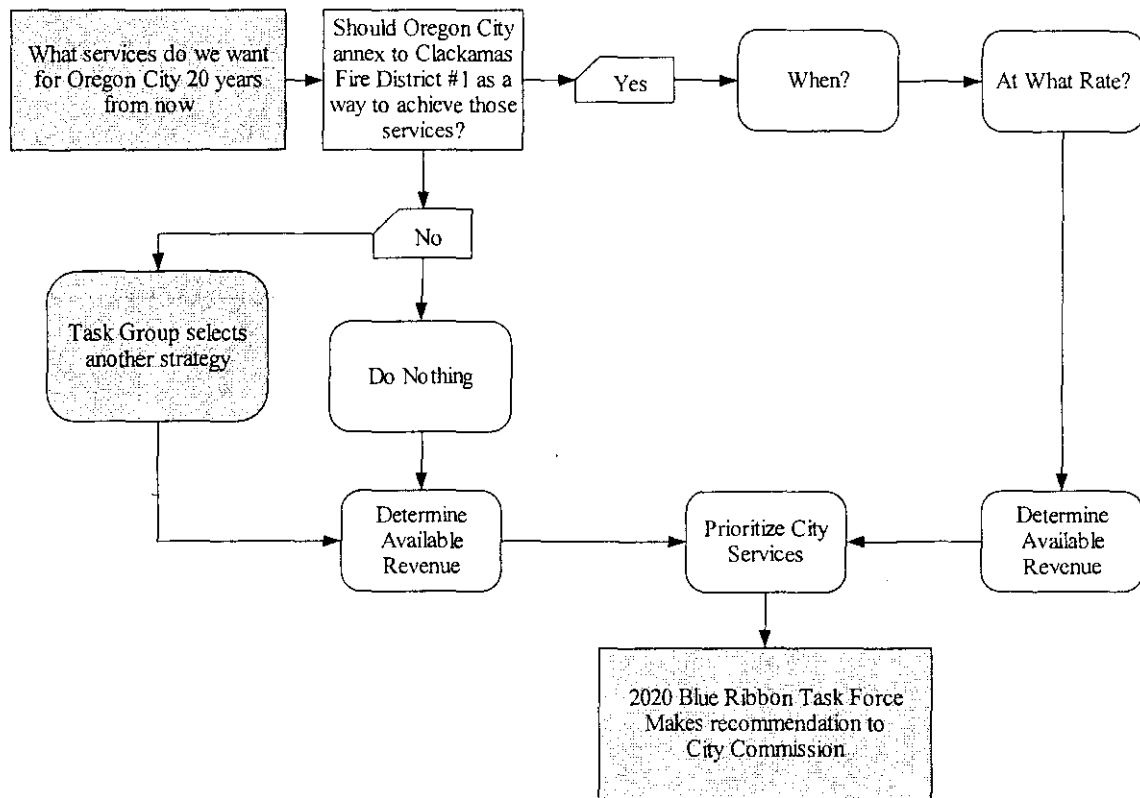 What services do we want
for Oregon City 20 years
from now
Should Oregon City
annex to Clackamas
Fire District #1 as a
way to achieve those
services?
Yes
When?
At What Rate?
No
Task Group selects
another strategy
Do Nothing
Determine
Available
Revenue
Prioritize City
Services
Determine
Available
Revenue
2020 Blue Ribbon Task Force
Makes recommendation to
City Commission